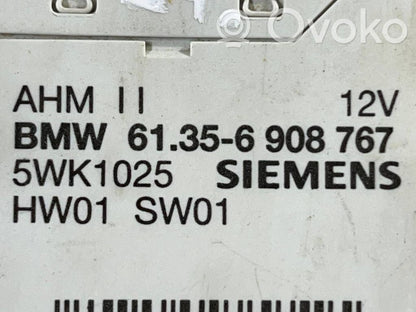 Ovoko
AHM II 12V
BMW 61.35-6 908 767
5WK1025 SIEMENS
HW01 SW01